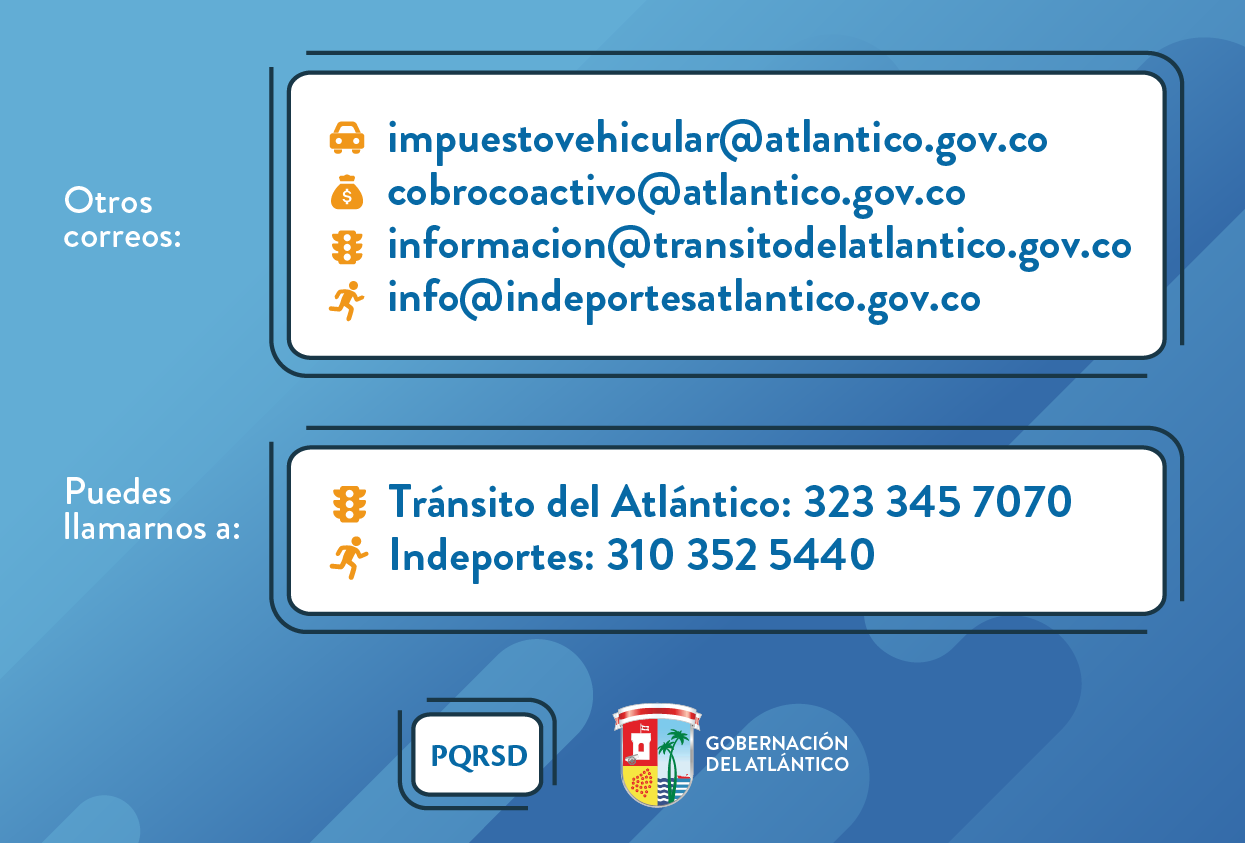 Otros
correos:
impuestovehicular@atlantico.gov.co
cobrocoactivo@atlantico.gov.co
informacion@transitodelatlantico.gov.co
info@indeportesatlantico.gov.co
Puedes
llamarnos a:
Tránsito del Atlántico: 323 345 7070
Indeportes: 310 352 5440
PQRSD
GOBERNACIÓN
DEL ATLÁNTICO